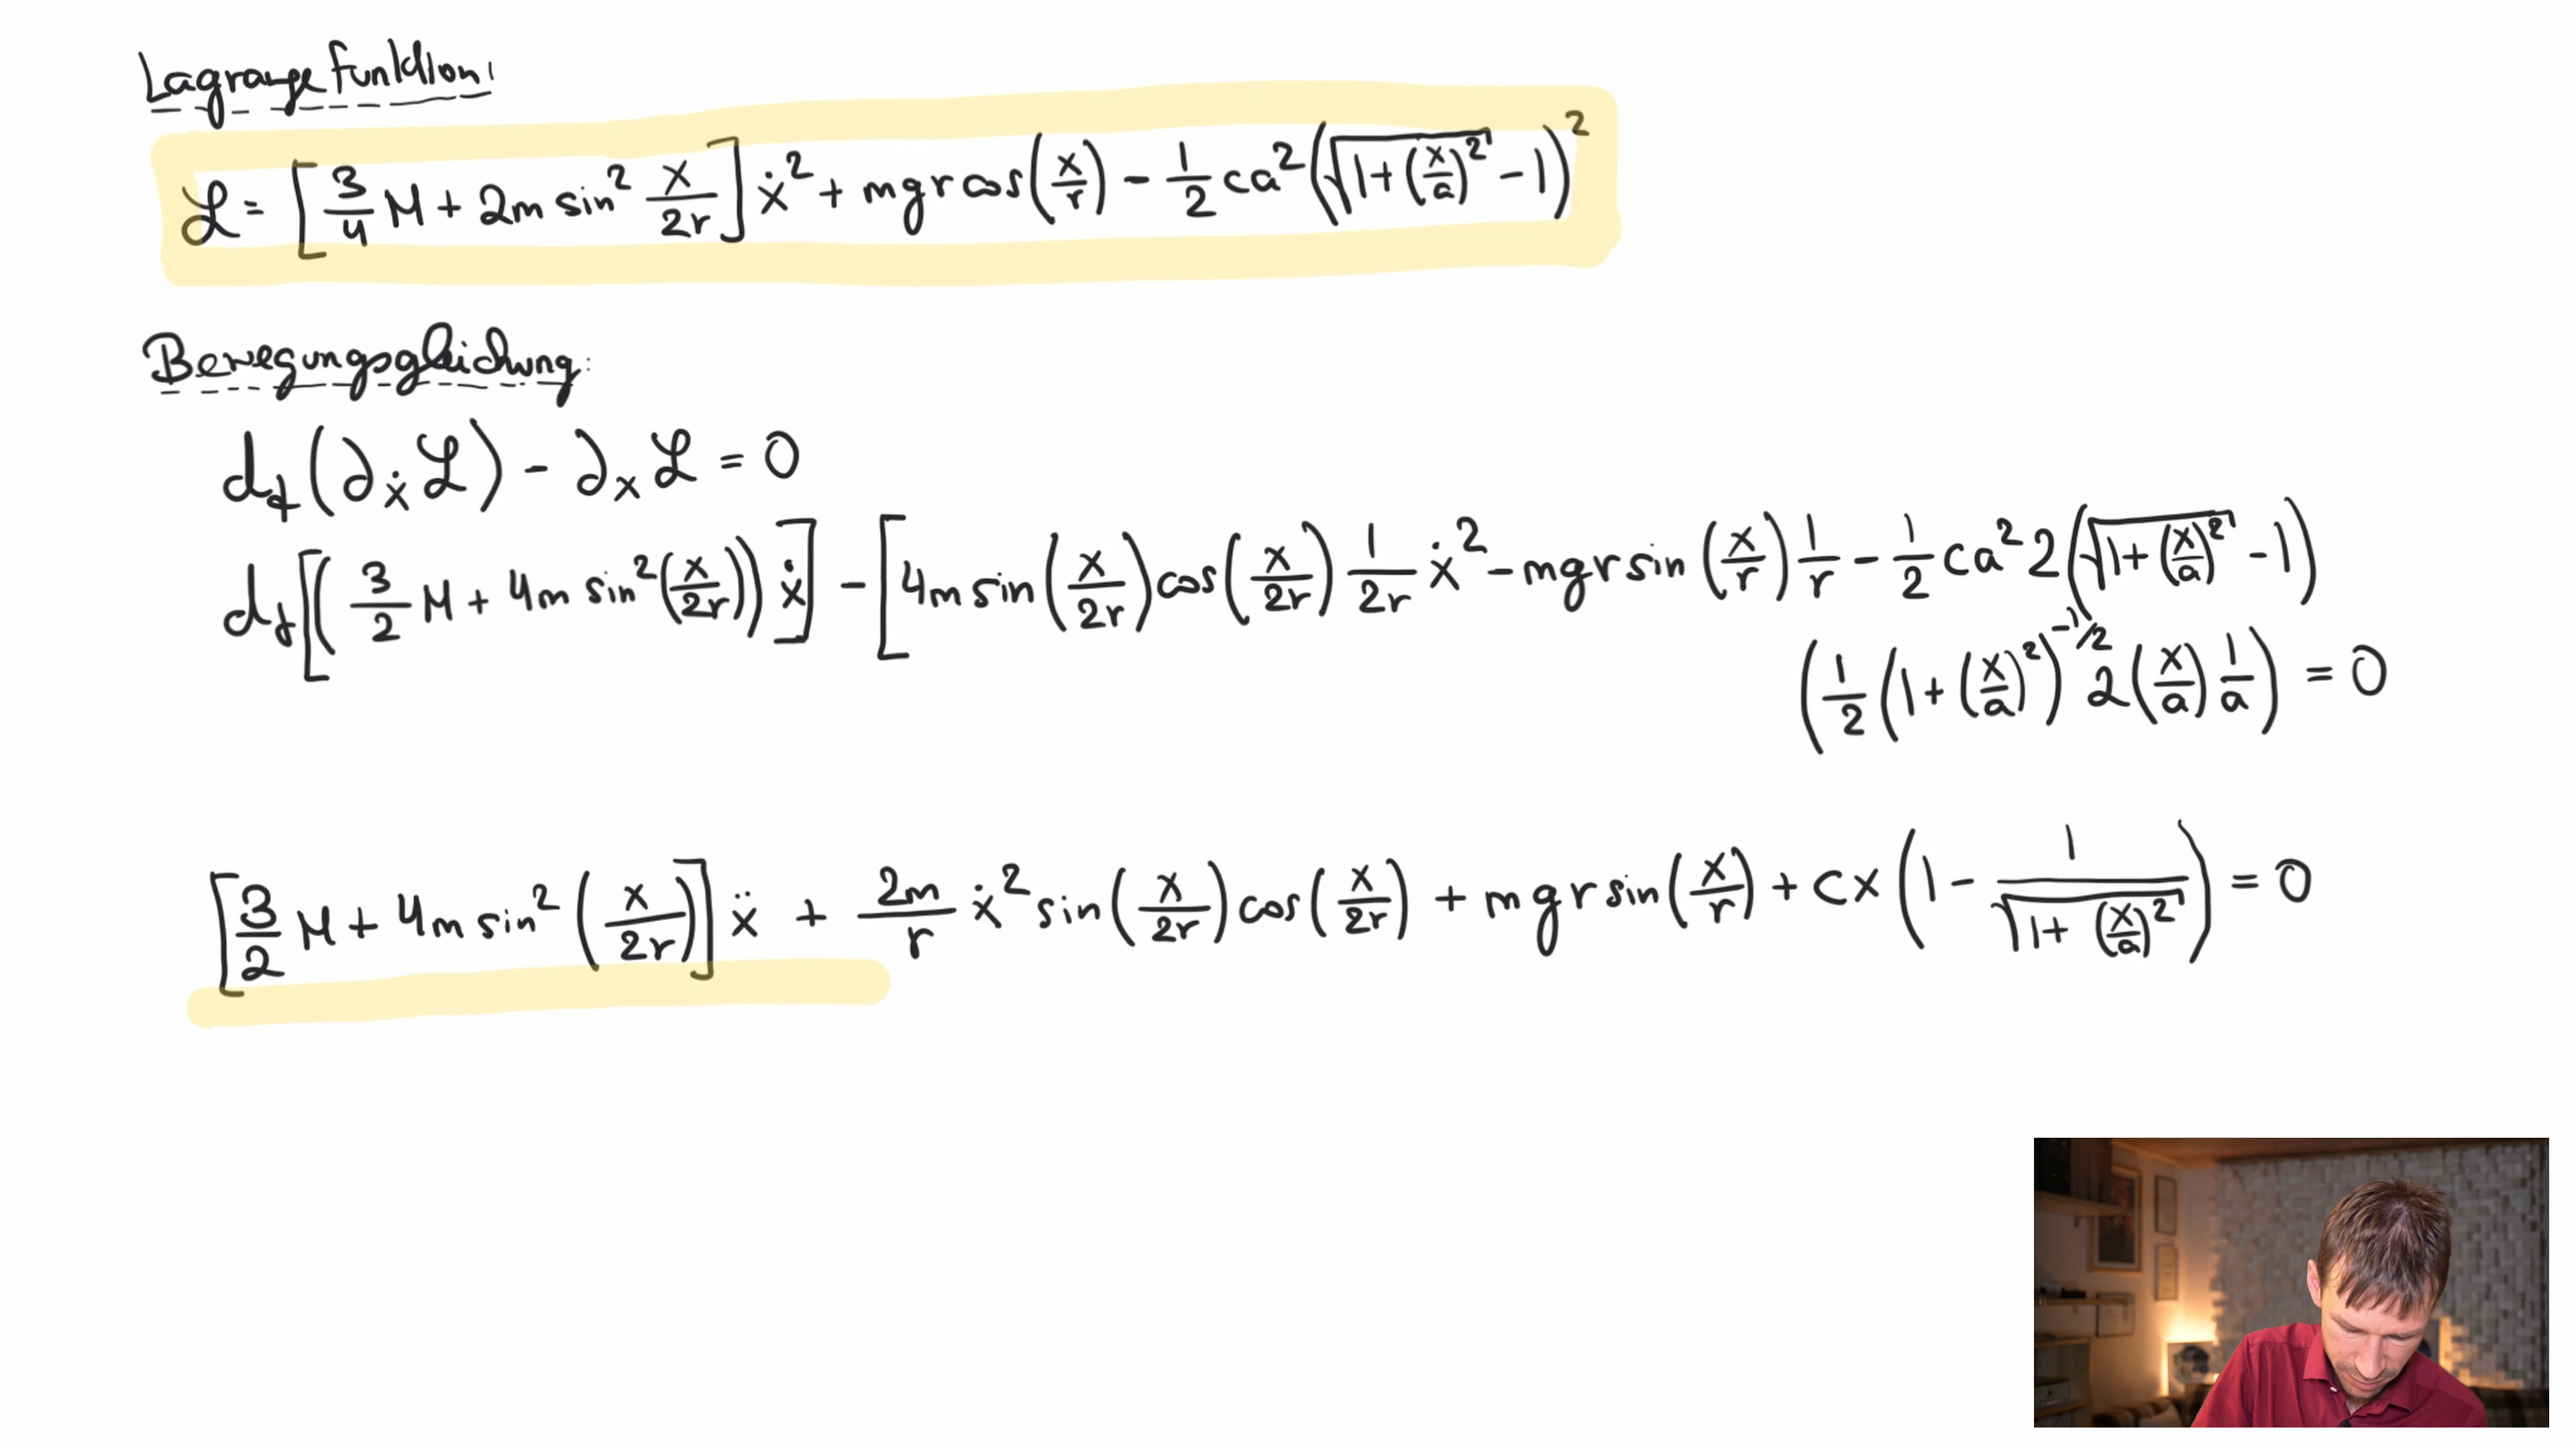 Lagrangefunktion:
ℒ = [3/4 M + 2m sin² x/2r] ẋ² + mgr cos(x/r) - 1/2 ca² (√(1+(x/a)²) - 1)²
Bewegungsgleichung:
d_t(∂_ẋ ℒ) - ∂_x ℒ = 0
d_t[(3/2 M + 4m sin²(x/2r)) ẋ] - [4m sin(x/2r) cos(x/2r) 1/2r ẋ² - mgr sin(x/r) 1/r - 1/2 ca² 2(√(1+(x/a)²) - 1)
(1/2 (1+(x/a)²)^(-1/2) 2(x/a) 1/a) = 0
[3/2 M + 4m sin²(x/2r)] ẍ + 2m/r ẋ² sin(x/2r) cos(x/2r) + mgr sin(x/r) + cx(1 - 1/√(1+(x/a)²)) = 0